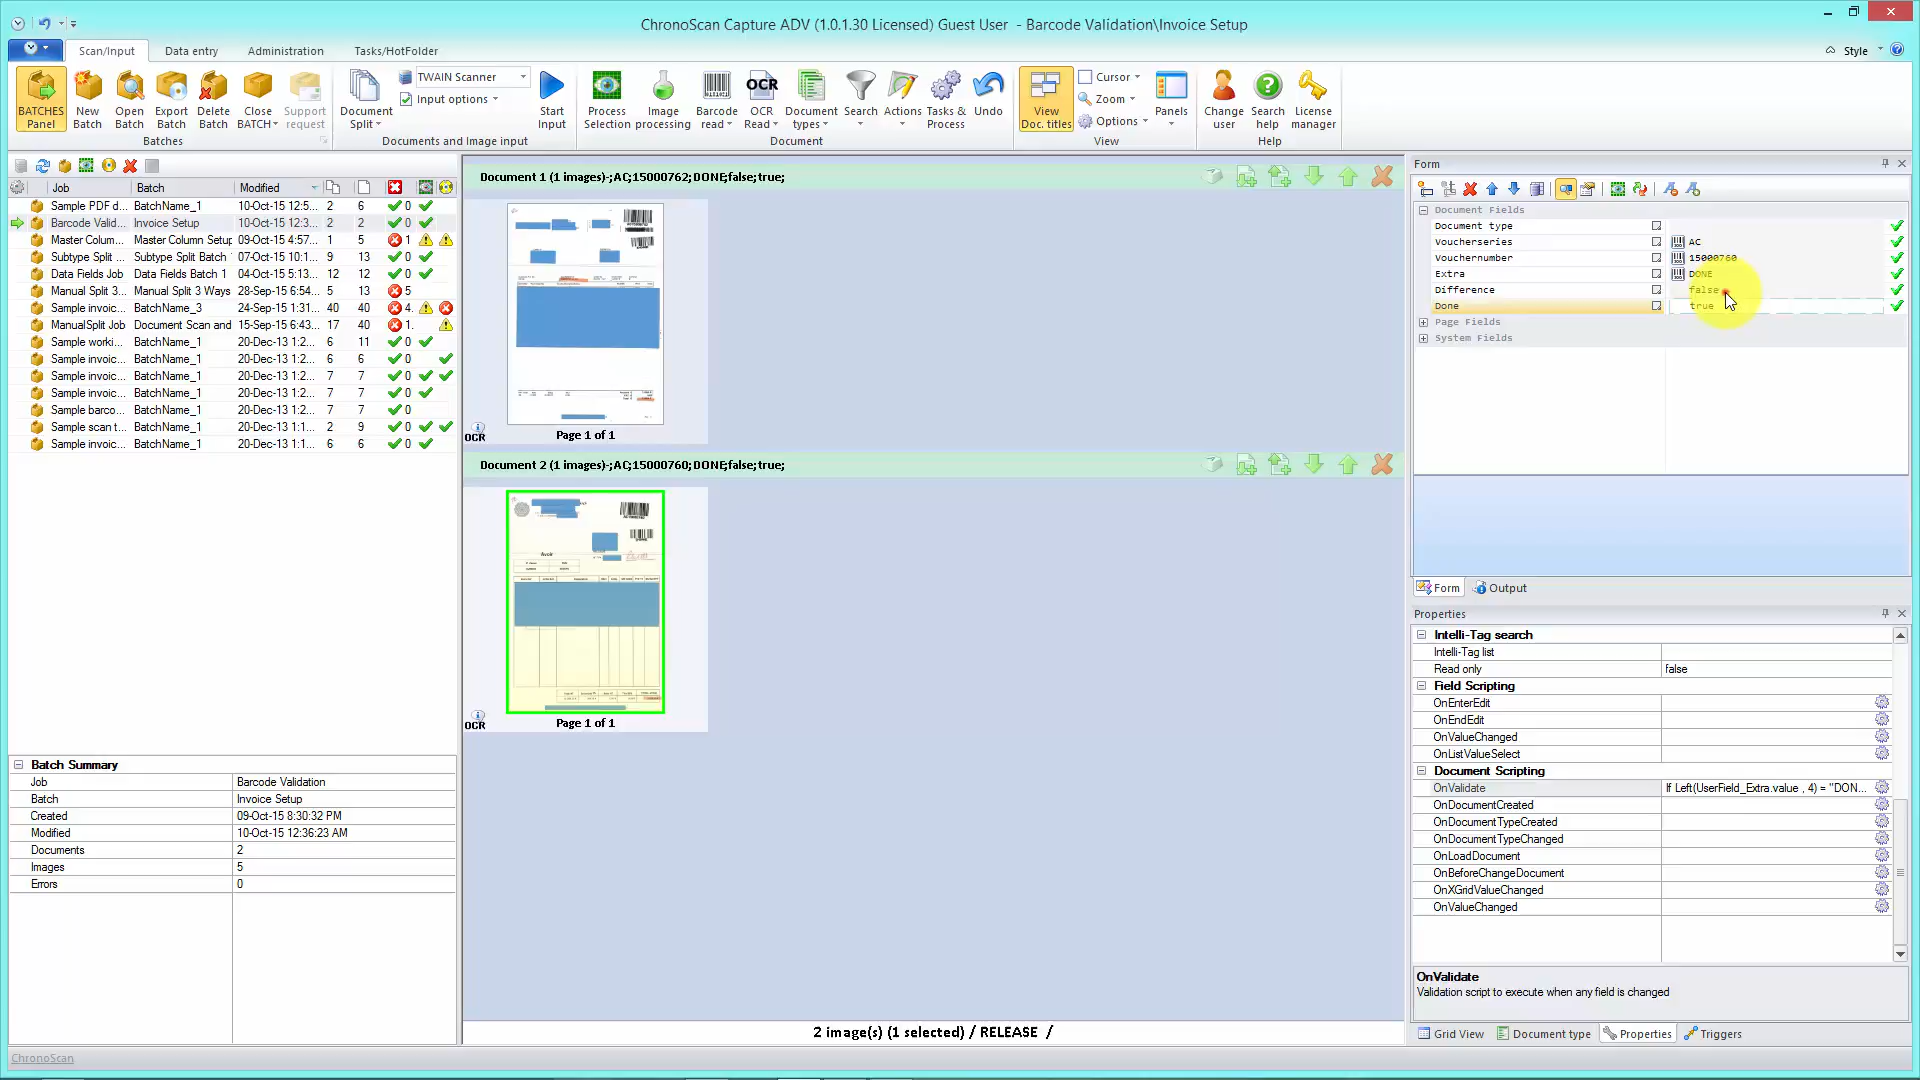 ChronoScan Capture ADV (1.0.1.30 Licensed) Guest User - Barcode Validation\Invoice Setup
Scan/Input Data entry Administration Tasks/HotFolder Style
BATCHES Panel
New Batch
Open Batch
Export Batch
Delete Batch
Close BATCH
Support request
Batches
Document Split
TWAIN Scanner
Input options
Start Input
Documents and Image input
Process Selection
Image processing
Barcode read
OCR
OCR Read
Document types
Search
Actions
Tasks & Process
Undo
Document
View Doc. titles
Cursor
Zoom
Options
Panels
View
Change user
Search help
License manager
Help
Job Batch Modified
Sample PDF d... BatchName_1 10-Oct-15 12:5... 2 6 0
Barcode Valid... Invoice Setup 10-Oct-15 12:3... 2 2 0
Master Colum... Master Column Setup 09-Oct-15 4:57... 1 5 1
Subtype Split ... Subtype Split Batch 07-Oct-15 10:1... 9 13 0
Data Fields Job Data Fields Batch 1 04-Oct-15 5:13... 12 12 0
Manual Split 3... Manual Split 3 Ways 28-Sep-15 6:54... 5 13 5
Sample invoic... BatchName_3 24-Sep-15 1:31... 40 40 4.
ManualSplit Job Document Scan and 15-Sep-15 6:43... 17 40 1.
Sample worki... BatchName_1 20-Dec-13 1:2... 6 11 0
Sample invoic... BatchName_1 20-Dec-13 1:2... 6 6 0
Sample invoic... BatchName_1 20-Dec-13 1:2... 7 7 0
Sample invoic... BatchName_1 20-Dec-13 1:2... 7 7 0
Sample barco... BatchName_1 20-Dec-13 1:2... 7 7 0
Sample scan t... BatchName_1 20-Dec-13 1:1... 2 9 0
Sample invoic... BatchName_1 20-Dec-13 1:1... 6 6 0
Batch Summary
Job Barcode Validation
Batch Invoice Setup
Created 09-Oct-15 8:30:32 PM
Modified 10-Oct-15 12:36:23 AM
Documents 2
Images 5
Errors 0
ChronoScan
Document 1 (1 images)-;AC;15000762;DONE;false;true;
OCR
Page 1 of 1
Document 2 (1 images)-;AC;15000760;DONE;false;true;
OCR
Page 1 of 1
2 image(s) (1 selected) / RELEASE /
Form
Document Fields
Document type
Voucherseries AC
Vouchernumber 15000760
Extra DONE
Difference false
Done true
Page Fields
System Fields
Form Output
Properties
Intelli-Tag search
Intelli-Tag list
Read only false
Field Scripting
OnEnterEdit
OnEndEdit
OnValueChanged
OnListValueSelect
Document Scripting
OnValidate If Left(UserField_Extra.value , 4) = "DON...
OnDocumentCreated
OnDocumentTypeCreated
OnDocumentTypeChanged
OnLoadDocument
OnBeforeChangeDocument
OnXGridValueChanged
OnValueChanged
OnValidate
Validation script to execute when any field is changed
Grid View Document type Properties Triggers